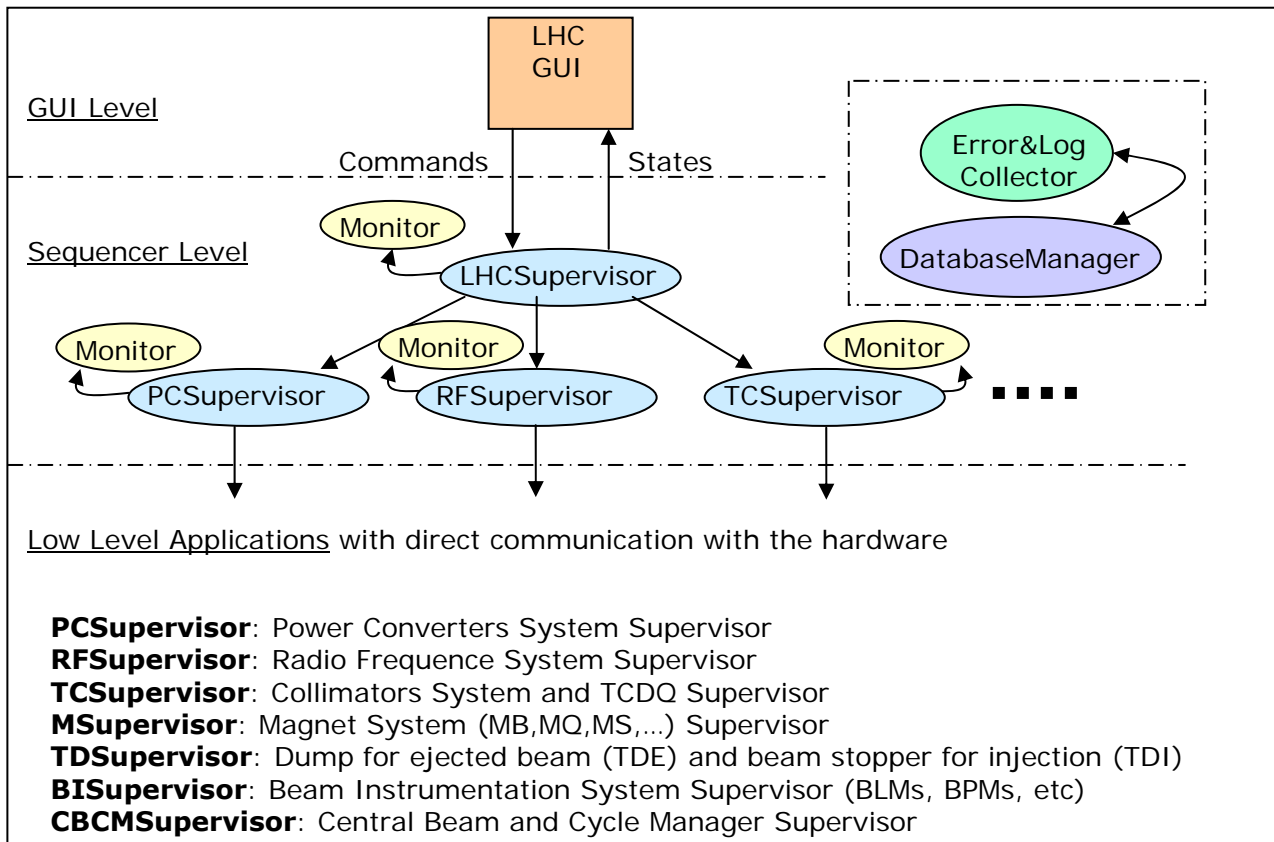 LHC
GUI
GUI Level
Error&Log
Collector
Commands
States
Monitor
Sequencer Level
LHCSupervisor
DatabaseManager
Monitor
Monitor
Monitor
PCSupervisor
RFSupervisor
TCSupervisor
Low Level Applications with direct communication with the hardware
PCSupervisor: Power Converters System Supervisor
RFSupervisor: Radio Frequence System Supervisor
TCSupervisor: Collimators System and TCDQ Supervisor
MSupervisor: Magnet System (MB,MQ,MS,...) Supervisor
TDSupervisor: Dump for ejected beam (TDE) and beam stopper for injection (TDI)
BISupervisor: Beam Instrumentation System Supervisor (BLMs, BPMs, etc)
CBCMSupervisor: Central Beam and Cycle Manager Supervisor